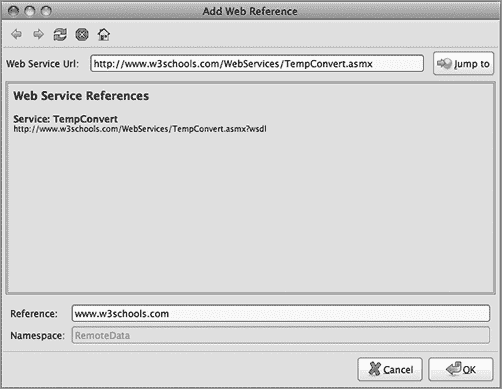 Add Web Reference
Web Service Url: http://www.w3schools.com/WebServices/TempConvert.asmx Jump to
Web Service References
Service: TempConvert
http://www.w3schools.com/WebServices/TempConvert.asmx?wsdl
Reference: www.w3schools.com
Namespace: RemoteData
Cancel OK